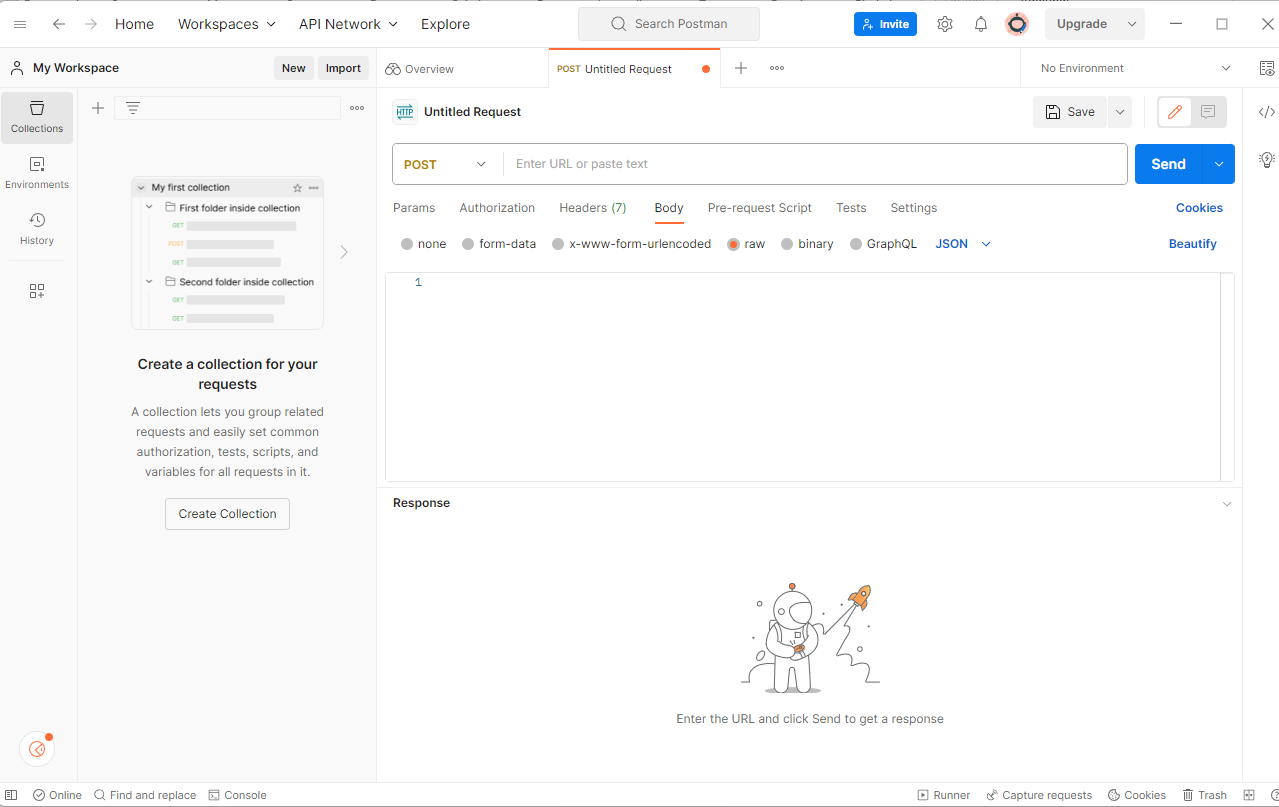 Home Workspaces API Network Explore Search Postman Invite Upgrade
My Workspace New Import Overview POST Untitled Request No Environment
Collections
Environments
History
My first collection
First folder inside collection
GET
POST
GET
Second folder inside collection
GET
GET
Create a collection for your
requests
A collection lets you group related
requests and easily set common
authorization, tests, scripts, and
variables for all requests in it.
Create Collection
HTTP Untitled Request Save
POST Enter URL or paste text Send
Params Authorization Headers (7) Body Pre-request Script Tests Settings Cookies
none form-data x-www-form-urlencoded raw binary GraphQL JSON Beautify
1
Response
Enter the URL and click Send to get a response
Online Find and replace Console Runner Capture requests Cookies Trash